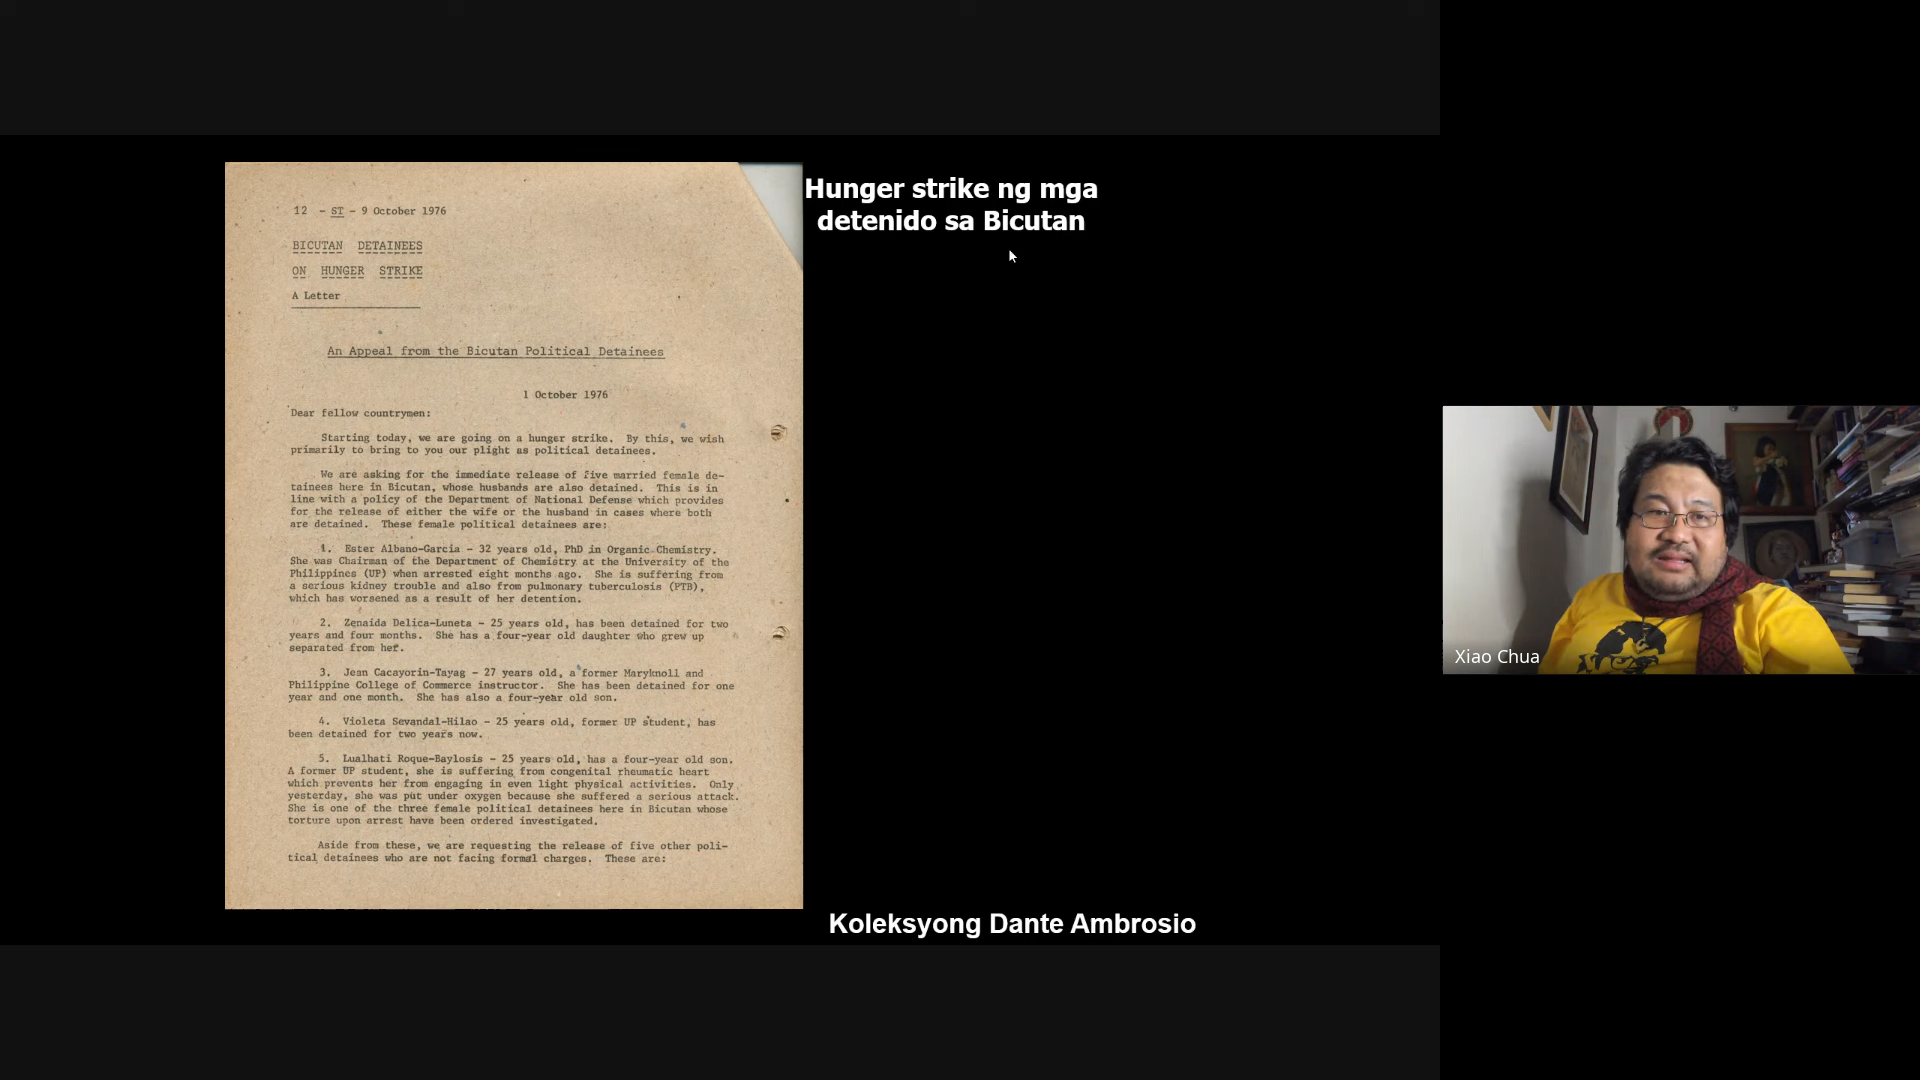 12 - ST - 9 October 1976
BICUTAN DETAINEES
ON HUNGER STRIKE
A Letter
An Appeal from the Bicutan Political Detainees
1 October 1976
Dear fellow countrymen:
Starting today, we are going on a hunger strike. By this, we wish
primarily to bring to you our plight as political detainees.
We are asking for the immediate release of five married female de-
tainees here in Bicutan, whose husbands are also detained. This is in
line with a policy of the Department of National Defense which provides
for the release of either the wife or the husband in cases where both
are detained. These female political detainees are:
1. Ester Albano-Garcia - 32 years old, PhD in Organic Chemistry.
She was Chairman of the Department of Chemistry at the University of the
Philippines (UP) when arrested eight months ago. She is suffering from
a serious kidney trouble and also from pulmonary tuberculosis (PTB),
which has worsened as a result of her detention.
2. Zenaida Delica-Luneta - 25 years old, has been detained for two
years and four months. She has a four-year old daughter who grew up
separated from her.
3. Jean Cacayorin-Tayag - 27 years old, a former Maryknoll and
Philippine College of Commerce instructor. She has been detained for one
year and one month. She has also a four-year old son.
4. Violeta Sevandal-Hilao - 25 years old, former UP student, has
been detained for two years now.
5. Lualhati Roque-Baylosis - 25 years old, has a four-year old son.
A former UP student, she is suffering from congenital rheumatic heart
which prevents her from engaging in even light physical activities. Only
yesterday, she was put under oxygen because she suffered a serious attack.
She is one of the three female political detainees here in Bicutan whose
torture upon arrest have been ordered investigated.
Aside from these, we are requesting the release of five other poli-
tical detainees who are not facing formal charges. These are:
Hunger strike ng mga
detenido sa Bicutan
Koleksyong Dante Ambrosio
Xiao Chua